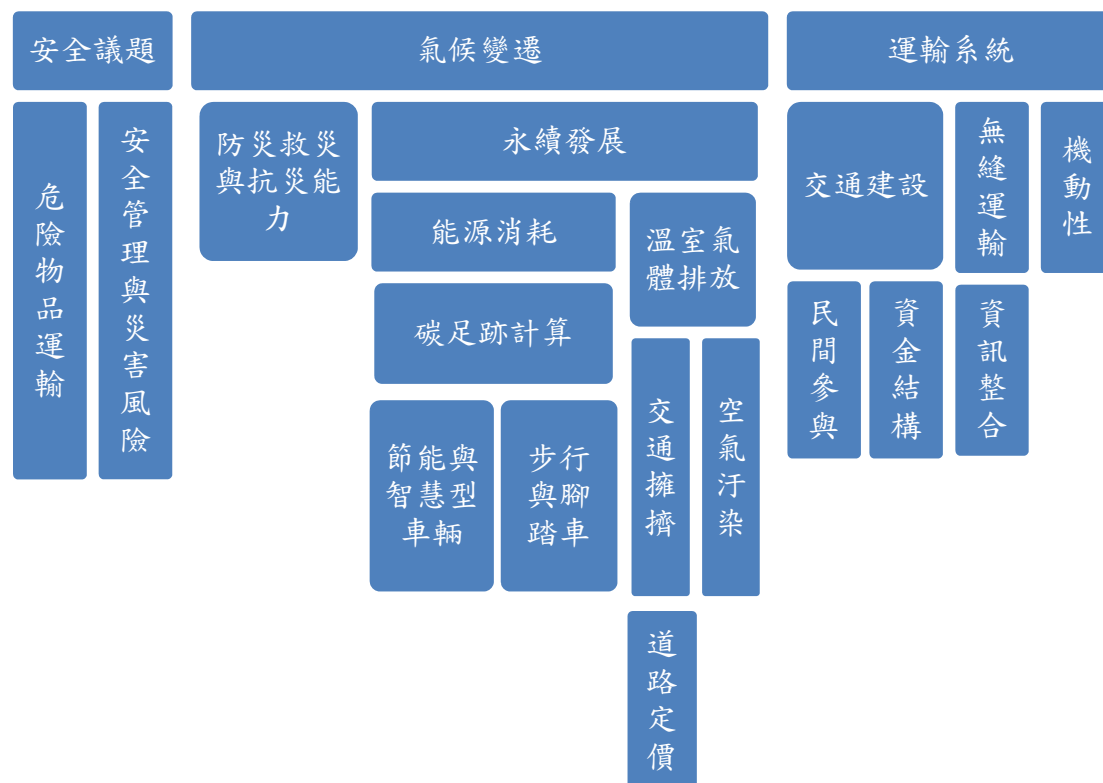 安全議題
氣候變遷
運輸系統
危險物品運輸
安全管理與災害風險
防災救災
與抗災能
力
永續發展
能源消耗
溫室氣
體排放
碳足跡計算
節能與
智慧型
車輛
步行
與腳
踏車
交通擁擠
空氣汙染
道路定價
交通建設
無縫運輸
機動性
民間參與
資金結構
資訊整合